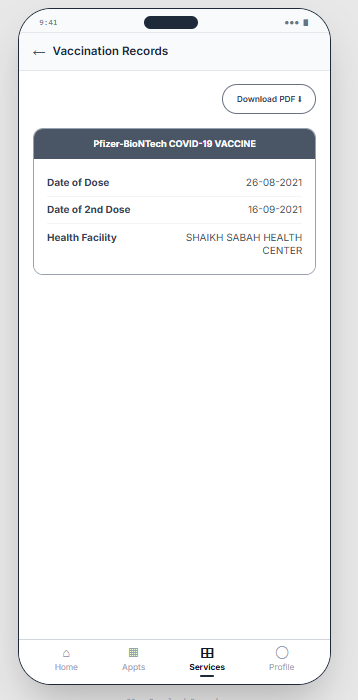 9:41
← Vaccination Records
Download PDF ⬇
Pfizer-BioNTech COVID-19 VACCINE
Date of Dose 26-08-2021
Date of 2nd Dose 16-09-2021
Health Facility SHAIKH SABAH HEALTH
CENTER
Home Appts Services Profile